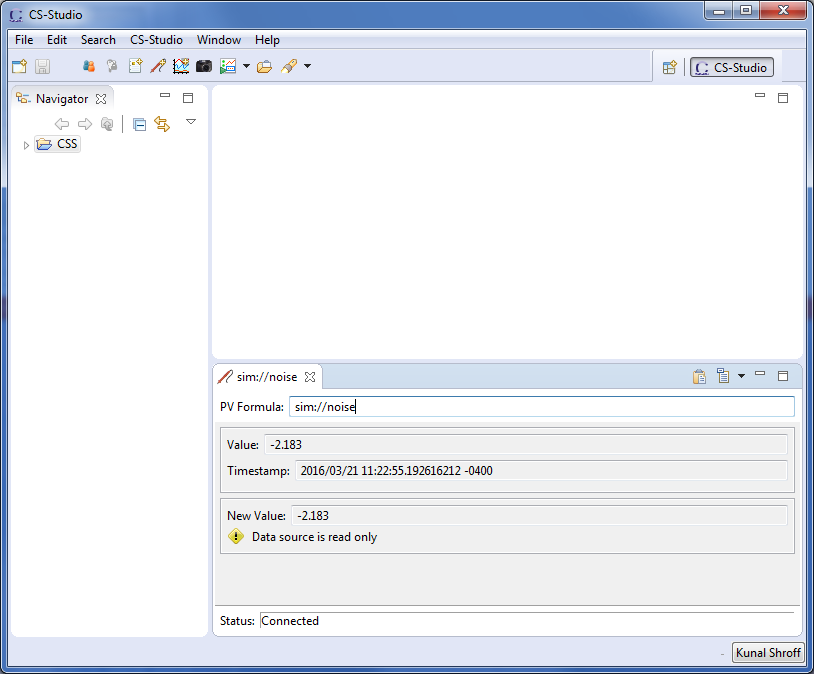 CS-Studio
File Edit Search CS-Studio Window Help
CS-Studio
Navigator
CSS
sim://noise
PV Formula: sim://noise
Value: -2.183
Timestamp: 2016/03/21 11:22:55.192616212 -0400
New Value: -2.183
Data source is read only
Status: Connected
Kunal Shroff